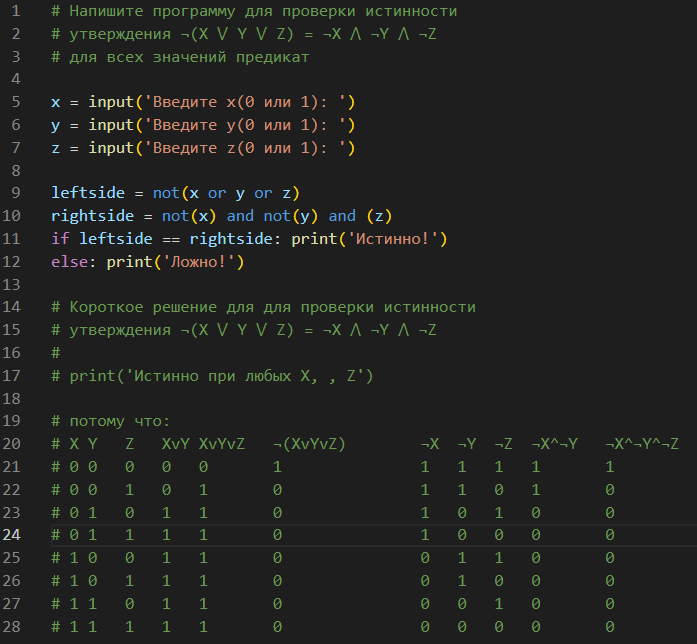 1 # Напишите программу для проверки истинности
2 # утверждения ¬(X ⋁ Y ⋁ Z) = ¬X ⋀ ¬Y ⋀ ¬Z
3 # для всех значений предикат
4
5 x = input('Введите x(0 или 1): ')
6 y = input('Введите y(0 или 1): ')
7 z = input('Введите z(0 или 1): ')
8
9 leftside = not(x or y or z)
10 rightside = not(x) and not(y) and (z)
11 if leftside == rightside: print('Истинно!')
12 else: print('Ложно!')
13
14 # Короткое решение для для проверки истинности
15 # утверждения ¬(X ⋁ Y ⋁ Z) = ¬X ⋀ ¬Y ⋀ ¬Z
16 #
17 # print('Истинно при любых X, , Z')
18
19 # потому что:
20 # X Y Z XvY XvYvZ ¬(XvYvZ) ¬X ¬Y ¬Z ¬X^¬Y ¬X^¬Y^¬Z
21 # 0 0 0 0 0 1 1 1 1 1 1
22 # 0 0 1 0 1 0 1 1 0 1 0
23 # 0 1 0 1 1 0 1 0 1 0 0
24 # 0 1 1 1 1 0 1 0 0 0 0
25 # 1 0 0 1 1 0 0 1 1 0 0
26 # 1 0 1 1 1 0 0 1 0 0 0
27 # 1 1 0 1 1 0 0 0 1 0 0
28 # 1 1 1 1 1 0 0 0 0 0 0